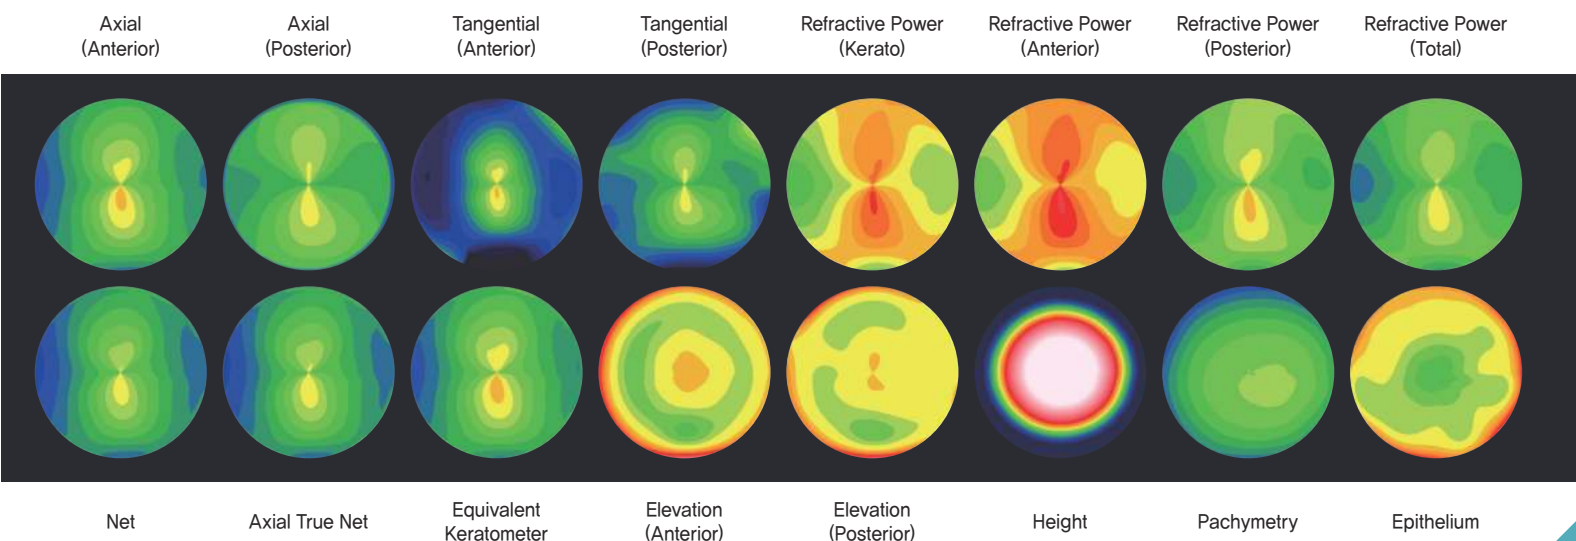 Axial
(Anterior)
Axial
(Posterior)
Tangential
(Anterior)
Tangential
(Posterior)
Refractive Power
(Kerato)
Refractive Power
(Anterior)
Refractive Power
(Posterior)
Refractive Power
(Total)
Net
Axial True Net
Equivalent
Keratometer
Elevation
(Anterior)
Elevation
(Posterior)
Height
Pachymetry
Epithelium